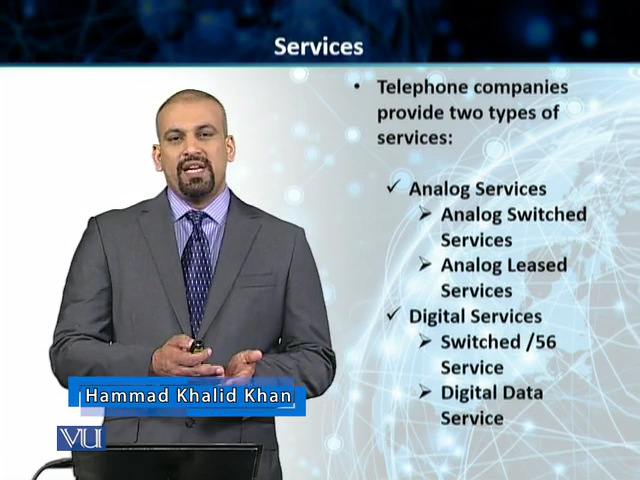 Services
• Telephone companies
provide two types of
services:
✓ Analog Services
➢ Analog Switched
Services
➢ Analog Leased
Services
✓ Digital Services
➢ Switched /56
Service
➢ Digital Data
Service
Hammad Khalid Khan
VU